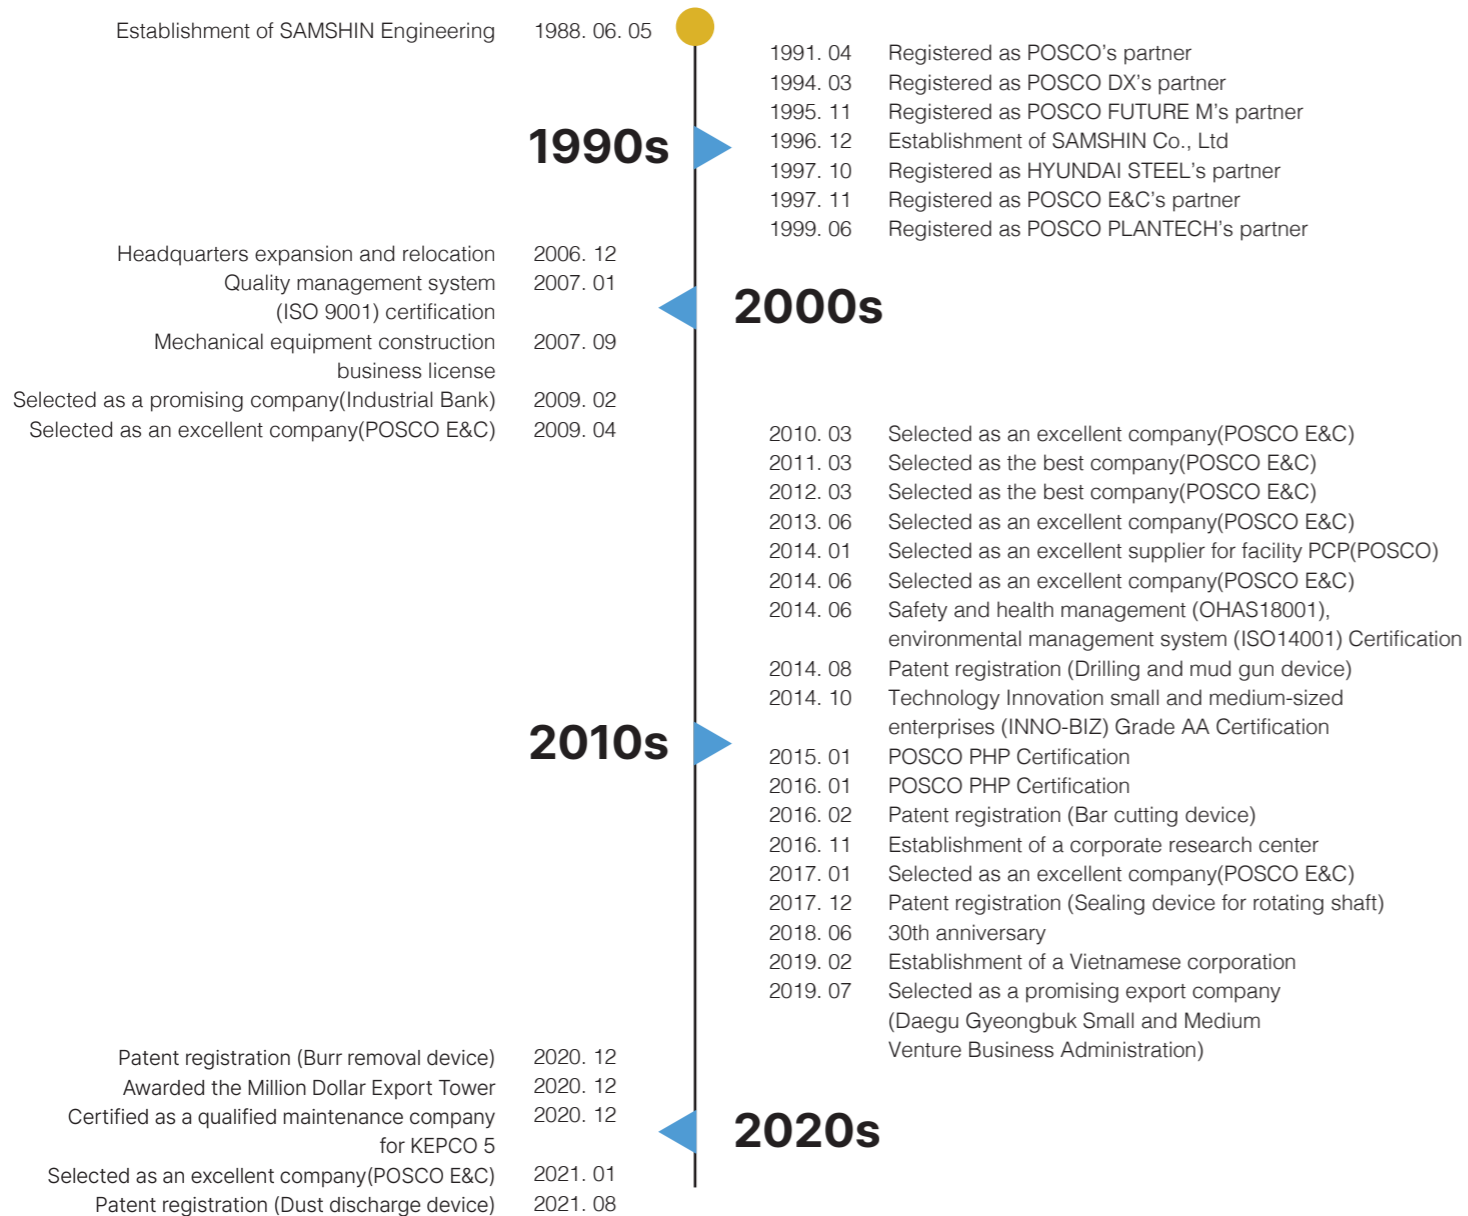 Establishment of SAMSHIN Engineering 1988. 06. 05
1990s
1991. 04 Registered as POSCO's partner
1994. 03 Registered as POSCO DX's partner
1995. 11 Registered as POSCO FUTURE M's partner
1996. 12 Establishment of SAMSHIN Co., Ltd
1997. 10 Registered as HYUNDAI STEEL's partner
1997. 11 Registered as POSCO E&C's partner
1999. 06 Registered as POSCO PLANTECH's partner
2000s
Headquarters expansion and relocation 2006. 12
Quality management system 2007. 01
(ISO 9001) certification
Mechanical equipment construction 2007. 09
business license
Selected as a promising company(Industrial Bank) 2009. 02
Selected as an excellent company(POSCO E&C) 2009. 04
2010s
2010. 03 Selected as an excellent company(POSCO E&C)
2011. 03 Selected as the best company(POSCO E&C)
2012. 03 Selected as the best company(POSCO E&C)
2013. 06 Selected as an excellent company(POSCO E&C)
2014. 01 Selected as an excellent supplier for facility PCP(POSCO)
2014. 06 Selected as an excellent company(POSCO E&C)
2014. 06 Safety and health management (OHAS18001),
environmental management system (ISO14001) Certification
2014. 08 Patent registration (Drilling and mud gun device)
2014. 10 Technology Innovation small and medium-sized
enterprises (INNO-BIZ) Grade AA Certification
2015. 01 POSCO PHP Certification
2016. 01 POSCO PHP Certification
2016. 02 Patent registration (Bar cutting device)
2016. 11 Establishment of a corporate research center
2017. 01 Selected as an excellent company(POSCO E&C)
2017. 12 Patent registration (Sealing device for rotating shaft)
2018. 06 30th anniversary
2019. 02 Establishment of a Vietnamese corporation
2019. 07 Selected as a promising export company
(Daegu Gyeongbuk Small and Medium
Venture Business Administration)
2020s
Patent registration (Burr removal device) 2020. 12
Awarded the Million Dollar Export Tower 2020. 12
Certified as a qualified maintenance company 2020. 12
for KEPCO 5
Selected as an excellent company(POSCO E&C) 2021. 01
Patent registration (Dust discharge device) 2021. 08